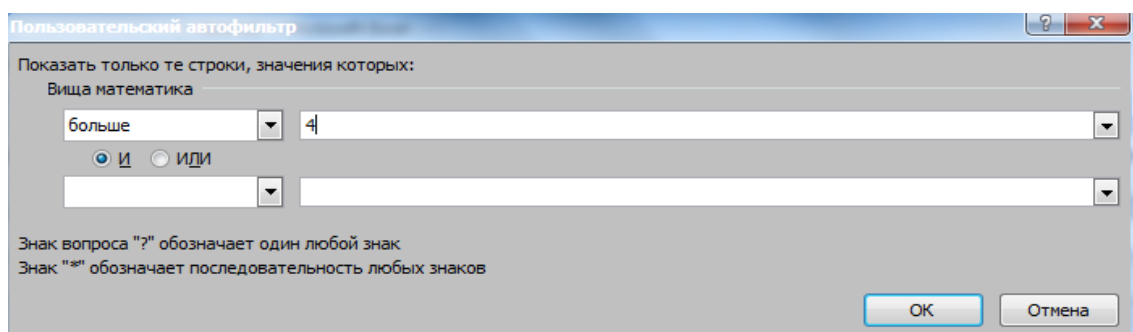 Пользовательский автофильтр
Показать только те строки, значения которых:
Вища математика
больше 4
И ИЛИ
Знак вопроса "?" обозначает один любой знак
Знак "*" обозначает последовательность любых знаков
ОК Отмена